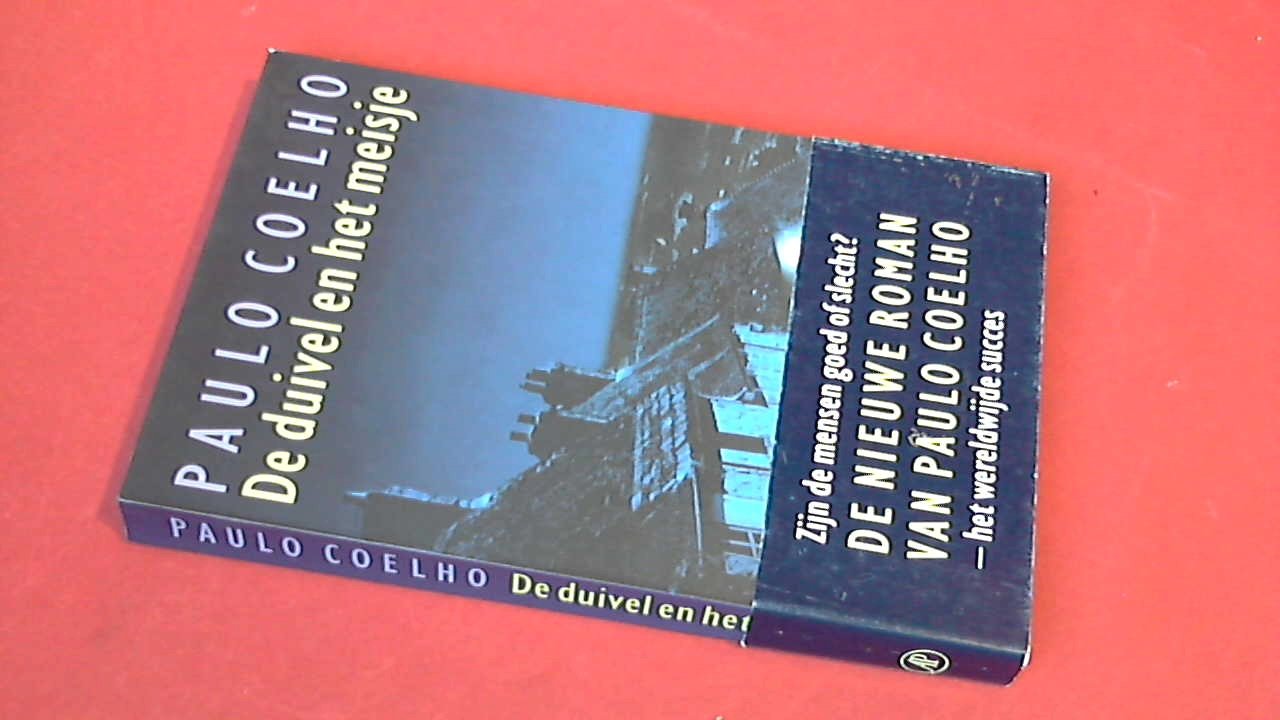 PAULO COELHO
De duivel en het meisje
Zijn de mensen goed of slecht?
DE NIEUWE ROMAN
VAN PAULO COELHO
– het wereldwijde succes
PAULO COELHO De duivel en het
AP